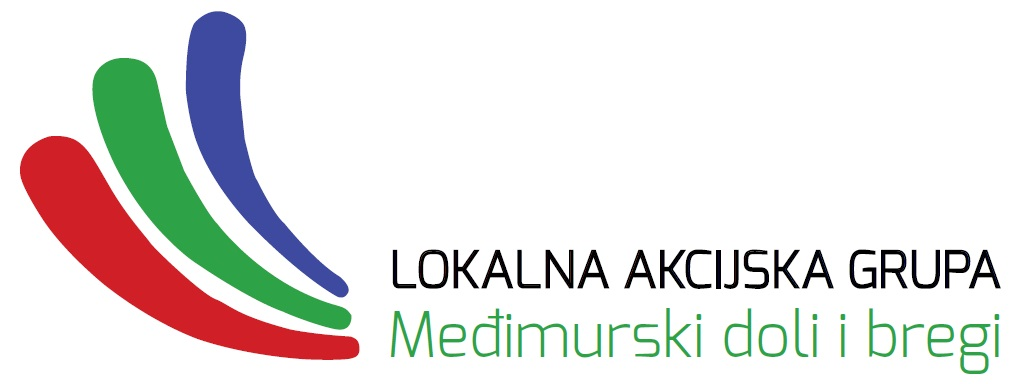 LOKALNA AKCIJSKA GRUPA
Međimurski doli i bregi